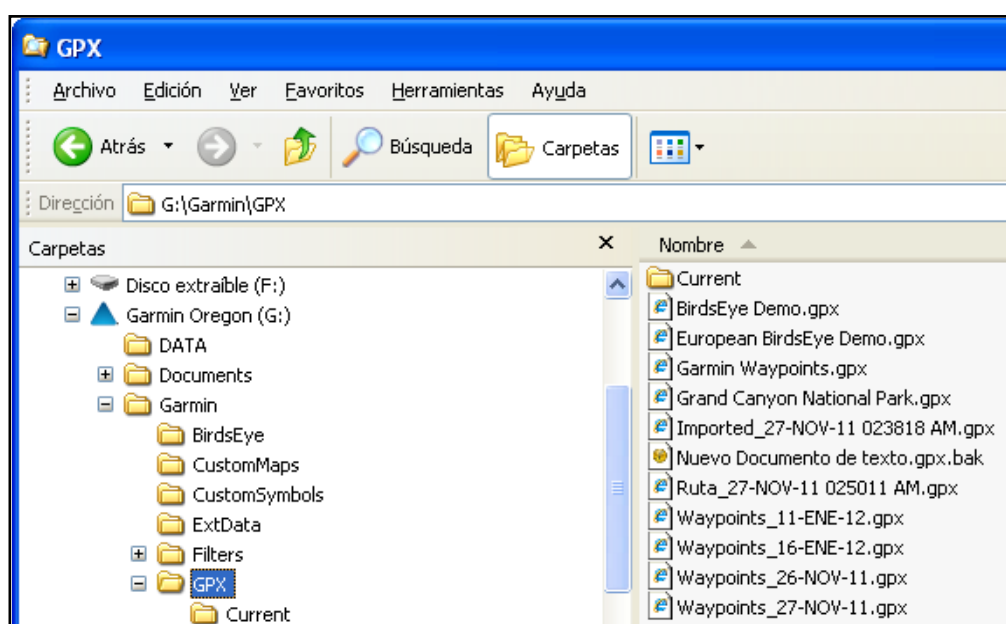 GPX
Archivo Edición Ver Favoritos Herramientas Ayuda
Atrás Búsqueda Carpetas
Dirección G:\Garmin\GPX
Carpetas
Disco extraíble (F:)
Garmin Oregon (G:)
DATA
Documents
Garmin
BirdsEye
CustomMaps
CustomSymbols
ExtData
Filters
GPX
Current
Nombre
Current
BirdsEye Demo.gpx
European BirdsEye Demo.gpx
Garmin Waypoints.gpx
Grand Canyon National Park.gpx
Imported_27-NOV-11 023818 AM.gpx
Nuevo Documento de texto.gpx.bak
Ruta_27-NOV-11 025011 AM.gpx
Waypoints_11-ENE-12.gpx
Waypoints_16-ENE-12.gpx
Waypoints_26-NOV-11.gpx
Waypoints_27-NOV-11.gpx